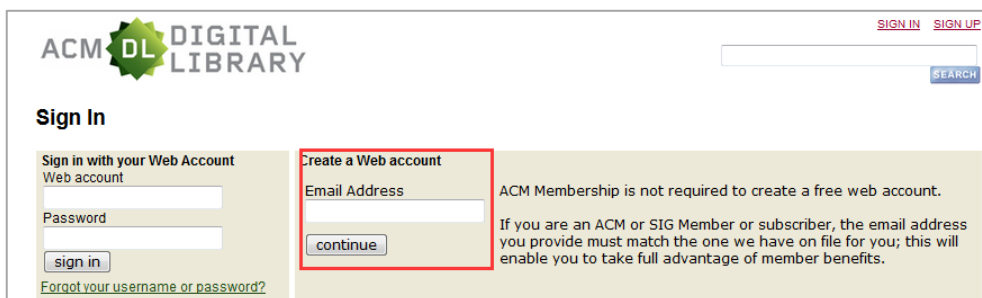 SIGN IN SIGN UP
ACM DL DIGITAL
LIBRARY
SEARCH
Sign In
Sign in with your Web Account
Web account
Password
sign in
Forgot your username or password?
Create a Web account
Email Address
continue
ACM Membership is not required to create a free web account.
If you are an ACM or SIG Member or subscriber, the email address
you provide must match the one we have on file for you; this will
enable you to take full advantage of member benefits.